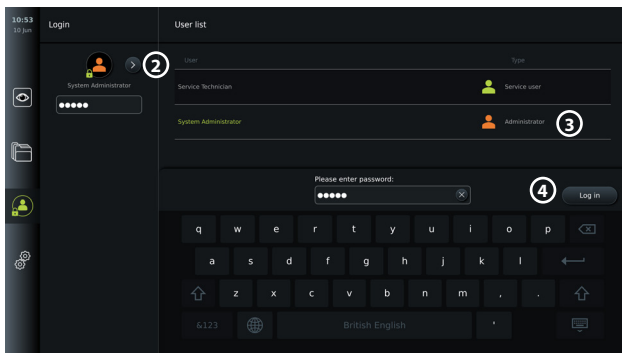 10:53
10 Jun
Login
User list
2
User
Type
System Administrator
Service Technician
Service user
●●●●●
System Administrator
Administrator
3
Please enter password:
●●●●●
4
Log in
q w e r t y u i o p
a s d f g h j k l
z x c v b n m , .
&123
British English
'